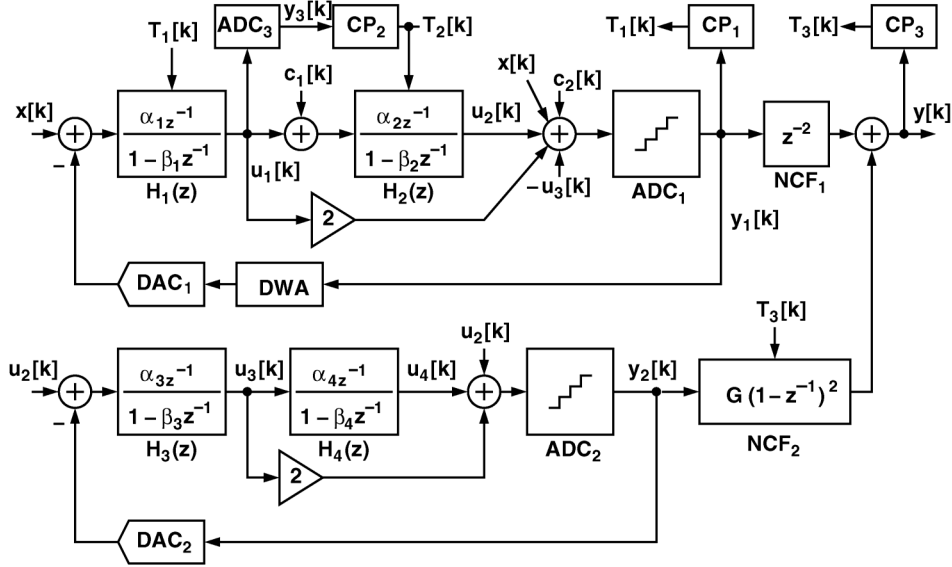 ADC₃ y₃[k] CP₂ T₂[k] T₁[k] CP₁ T₃[k] CP₃
T₁[k]
x[k] c₁[k] x[k] c₂[k] y[k]
α₁z⁻¹ α₂z⁻¹ u₂[k] z⁻²
1 − β₁z⁻¹ 1 − β₂z⁻¹
− u₁[k] −u₃[k]
H₁(z) H₂(z) ADC₁ NCF₁
2
y₁[k]
DAC₁ DWA
T₃[k]
u₂[k]
u₂[k] α₃z⁻¹ u₃[k] α₄z⁻¹ u₄[k] y₂[k]
1 − β₃z⁻¹ 1 − β₄z⁻¹ G (1−z⁻¹)²
−
H₃(z) H₄(z) ADC₂ NCF₂
2
DAC₂